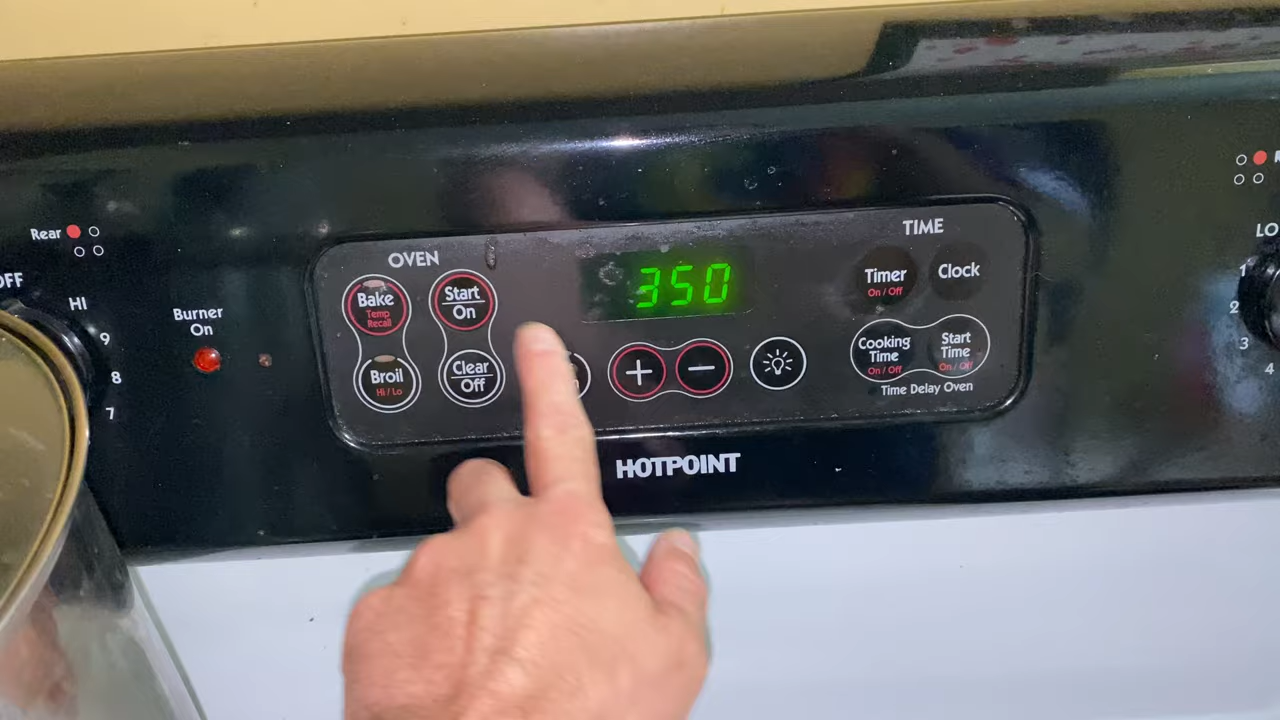 Rear
OFF
HI
9
8
7
Burner
On
OVEN
Bake
Temp
Recall
Start
On
Broil
Hi / Lo
Clear
Off
350
+
−
TIME
Timer
On / Off
Clock
Cooking
Time
On / Off
Start
Time
On / Off
Time Delay Oven
HOTPOINT
LO
1
2
3
4